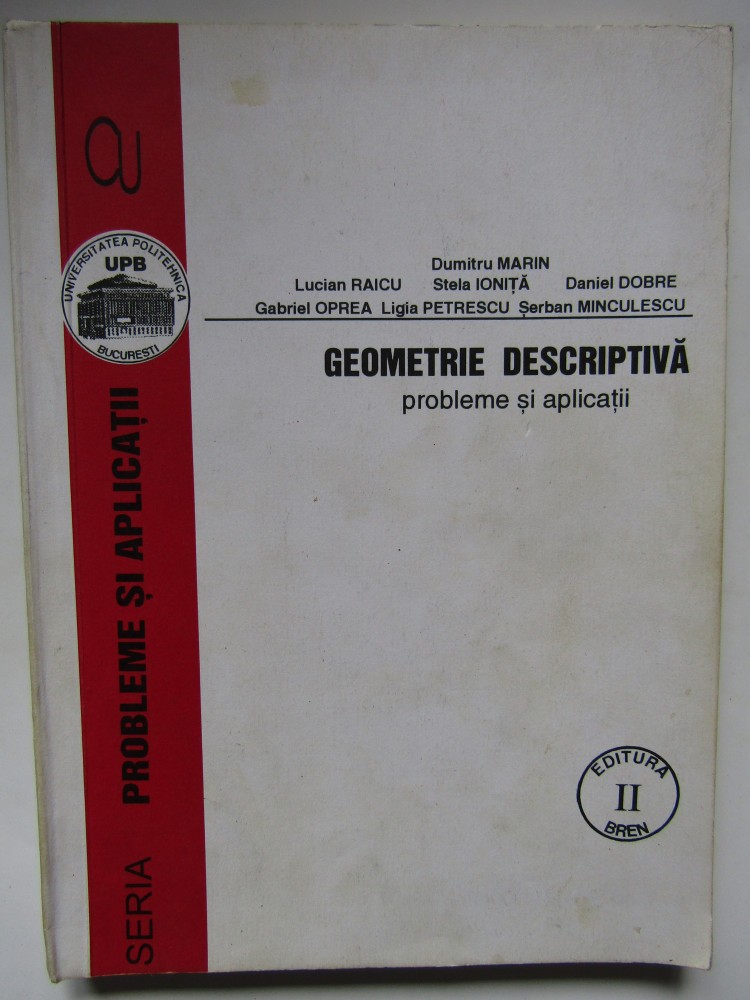 UNIVERSITATEA POLITEHNICA
UPB
BUCUREȘTI
SERIA PROBLEME ȘI APLICAȚII
Dumitru MARIN
Lucian RAICU Stela IONIȚĂ Daniel DOBRE
Gabriel OPREA Ligia PETRESCU Șerban MINCULESCU
GEOMETRIE DESCRIPTIVĂ
probleme și aplicații
EDITURA
II
BREN